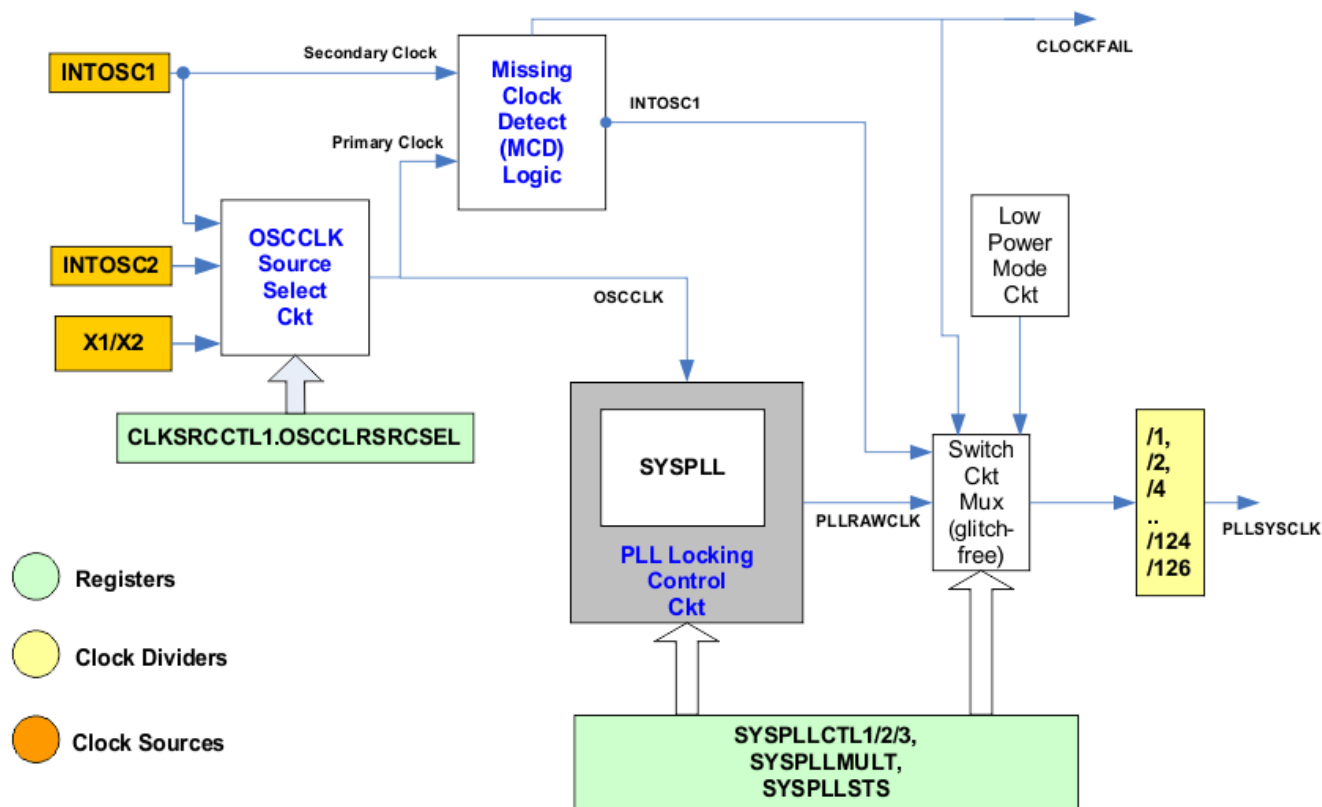 CLOCKFAIL
Secondary Clock
INTOSC1
Missing
Clock
Detect
(MCD)
Logic
INTOSC1
Primary Clock
OSCCLK
Source
Select
Ckt
INTOSC2
X1/X2
OSCCLK
Low
Power
Mode
Ckt
CLKSRCCTL1.OSCCLRSRCSEL
SYSPLL
PLL Locking
Control
Ckt
PLLRAWCLK
Switch
Ckt
Mux
(glitch-
free)
/1,
/2,
/4
..
/124
/126
PLLSYSCLK
Registers
Clock Dividers
Clock Sources
SYSPLLCTL1/2/3,
SYSPLLMULT,
SYSPLLSTS